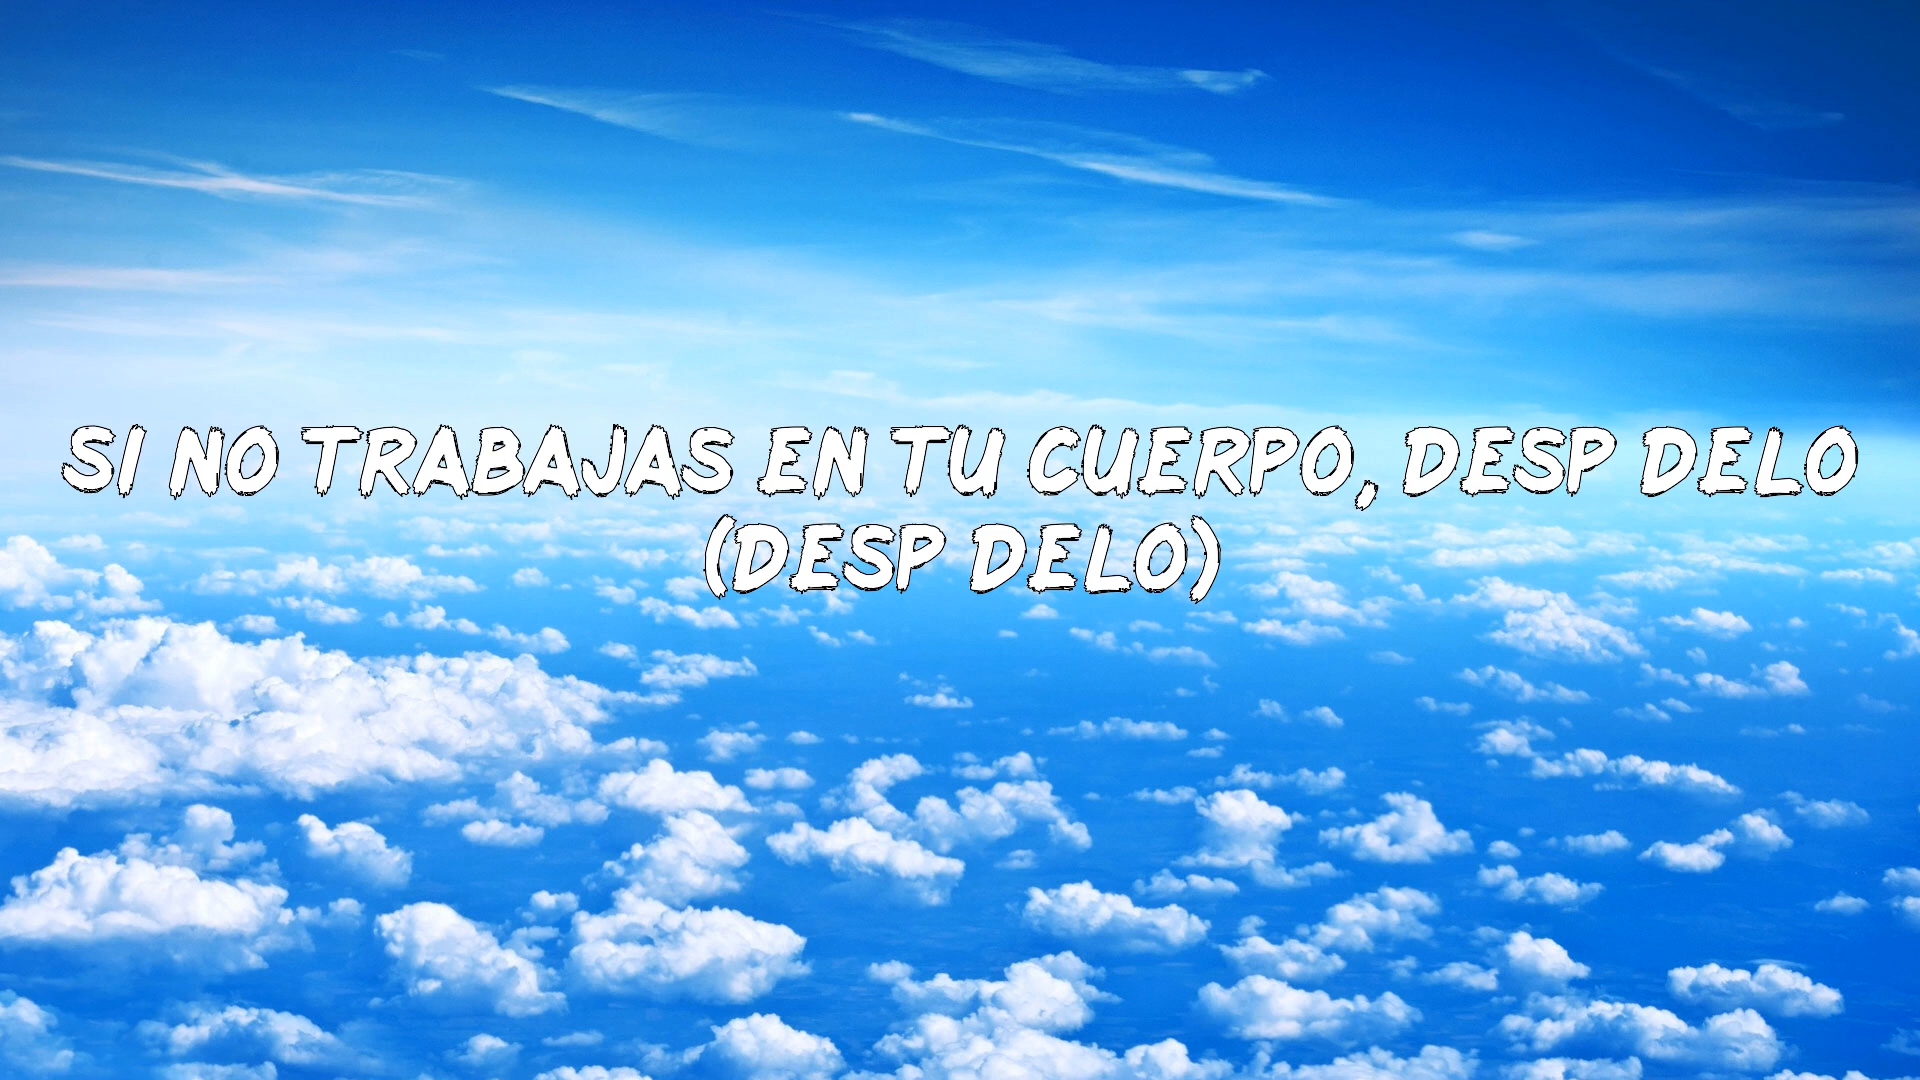 SI NO TRABAJAS EN TU CUERPO, DESP DELO
(DESP DELO)